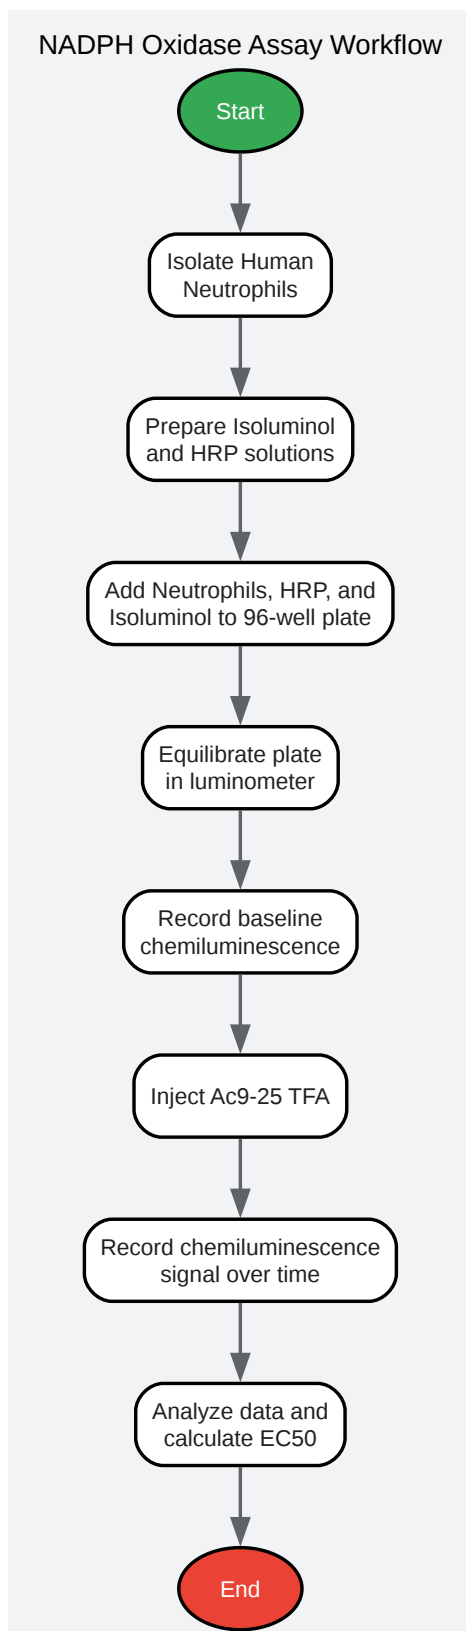 NADPH Oxidase Assay Workflow
Start
Isolate Human
Neutrophils
Prepare Isoluminol
and HRP solutions
Add Neutrophils, HRP, and
Isoluminol to 96-well plate
Equilibrate plate
in luminometer
Record baseline
chemiluminescence
Inject Ac9-25 TFA
Record chemiluminescence
signal over time
Analyze data and
calculate EC50
End